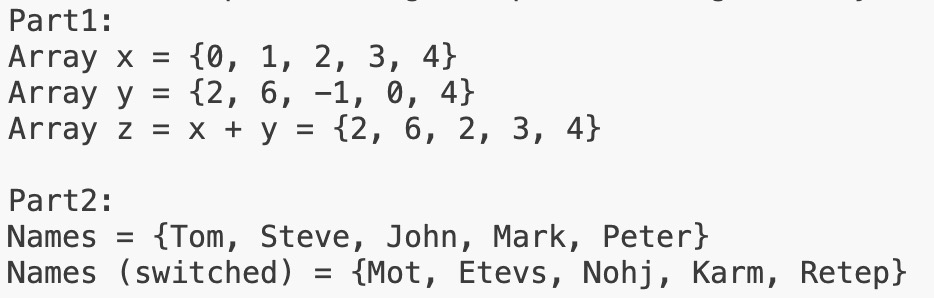 Part1:
Array x = {0, 1, 2, 3, 4}
Array y = {2, 6, -1, 0, 4}
Array z = x + y = {2, 6, 2, 3, 4}
Part2:
Names = {Tom, Steve, John, Mark, Peter}
Names (switched) = {Mot, Etevs, Nohj, Karm, Retep}